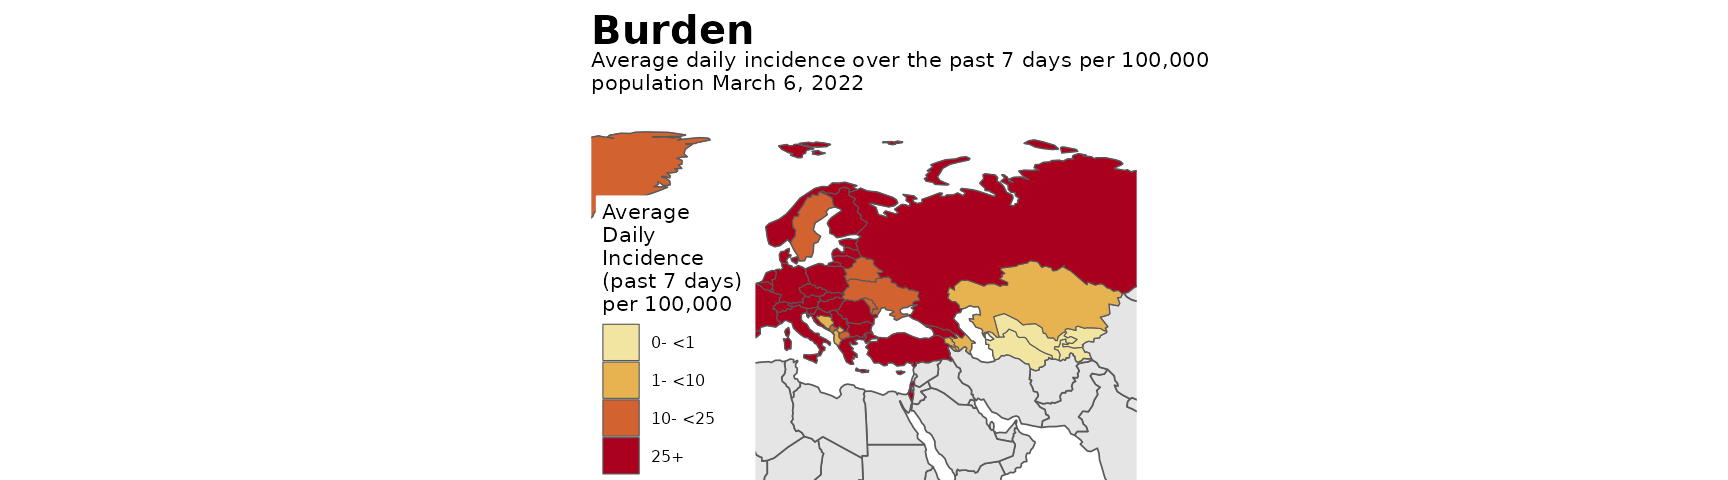 Burden
Average daily incidence over the past 7 days per 100,000
population March 6, 2022
Average
Daily
Incidence
(past 7 days)
per 100,000
0- <1
1- <10
10- <25
25+